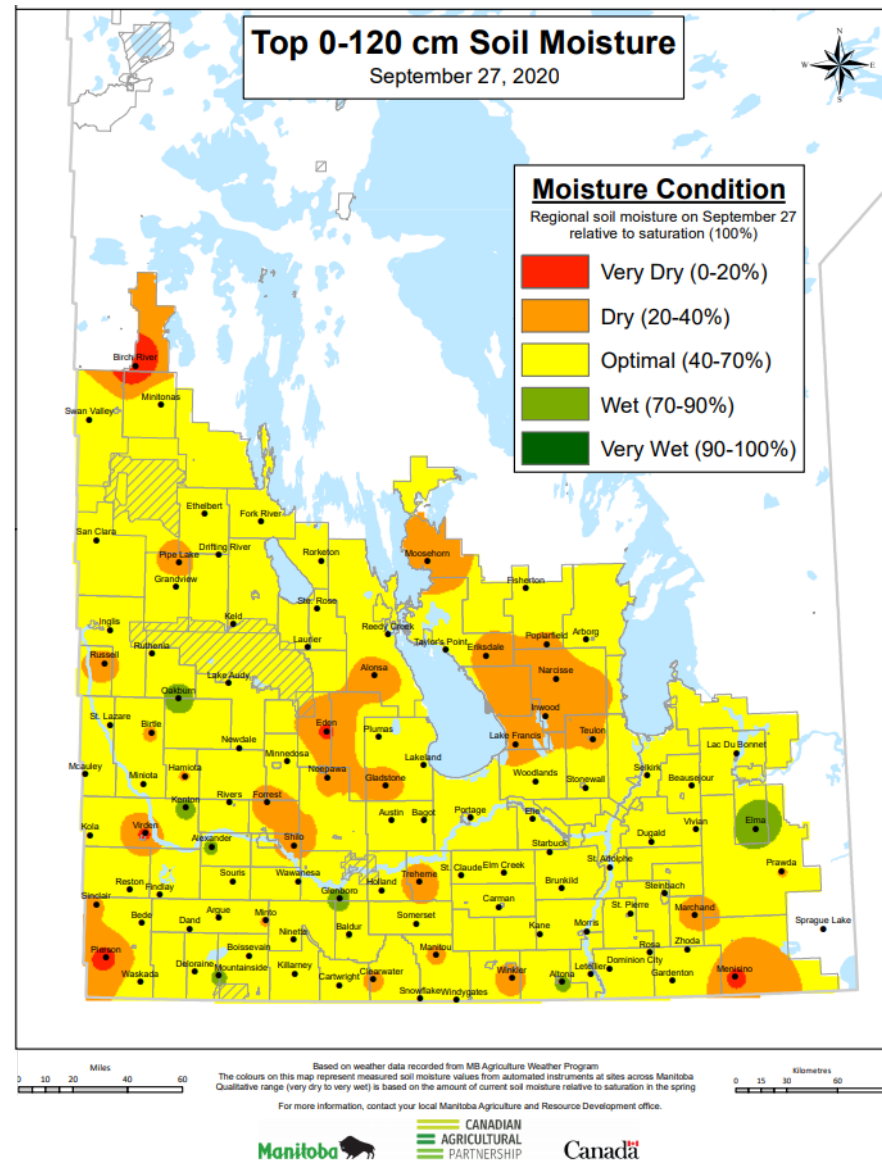 Top 0-120 cm Soil Moisture
September 27, 2020
N
W E
S
Moisture Condition
Regional soil moisture on September 27
relative to saturation (100%)
Very Dry (0-20%)
Dry (20-40%)
Optimal (40-70%)
Wet (70-90%)
Very Wet (90-100%)
Birch River
Minitonas
Swan Valley
Ethelbert
Fork River
San Clara
Drifting River
Pipe Lake
Rorketon
Moosehorn
Grandview
Fisherton
Ste. Rose
Inglis
Keld
Reedy Creek
Taylor's Point
Poplarfield
Arborg
Ruthenia
Laurier
Eriksdale
Russell
Lake Audy
Alonsa
Narcisse
Oakburn
St. Lazare
Birtle
Eden
Plumas
Inwood
Lake Francis
Teulon
Newdale
Minnedosa
Lakeland
Lac Du Bonnet
Mcauley
Miniota
Hamiota
Neepawa
Gladstone
Woodlands
Stonewall
Selkirk
Beausejour
Kenton
Rivers
Forrest
Austin
Bagot
Portage
Elie
Elma
Kola
Virden
Alexander
Shilo
Starbuck
Dugald
Vivian
St. Adolphe
Prawda
Reston
Findlay
Souris
Wawanesa
Holland
Treherne
St. Claude
Elm Creek
Brunkild
Steinbach
Sinclair
Glenboro
Carman
St. Pierre
Marchand
Bede
Dand
Argue
Minto
Ninette
Baldur
Somerset
Kane
Morris
Sprague Lake
Pierson
Boissevain
Manitou
Rosa
Zhoda
Waskada
Deloraine
Mountainside
Killarney
Cartwright
Clearwater
Winkler
Altona
Letellier
Dominion City
Gardenton
Menisino
Snowflake
Windygates
Miles
0 10 20 40 60
Based on weather data recorded from MB Agriculture Weather Program
The colours on this map represent measured soil moisture values from automated instruments at sites across Manitoba
Qualitative range (very dry to very wet) is based on the amount of current soil moisture relative to saturation in the spring
For more information, contact your local Manitoba Agriculture and Resource Development office.
Kilometres
0 15 30 60
Manitoba
CANADIAN
AGRICULTURAL
PARTNERSHIP
Canada